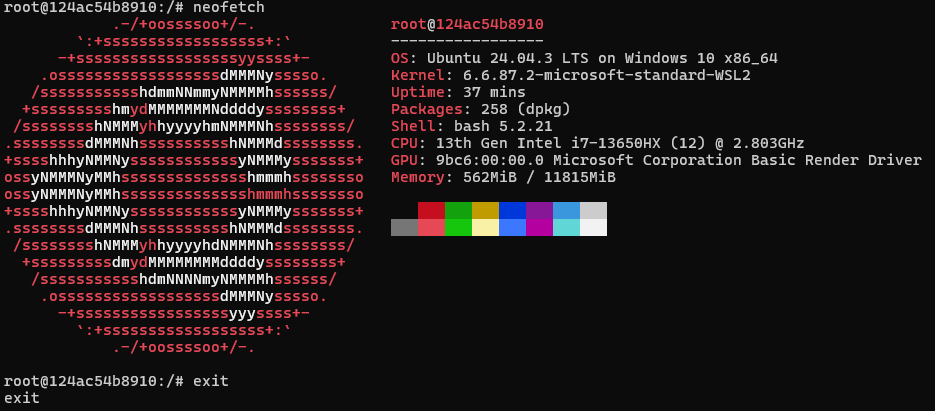 root@124ac54b8910:/# neofetch
.-/+oossssoo+/-.
`:+ssssssssssssssssss+:`
-+ssssssssssssssssssyyssss+-
.ossssssssssssssssssdMMMNysssso.
/ssssssssssshdmmNNmmyNMMMMhssssss/
+ssssssssshmydMMMMMMMNddddyssssssss+
/sssssssshNMMMyhhyyyyhmNMMMNhssssssss/
.ssssssssdMMMNhsssssssssshNMMMdssssssss.
+sssshhhyNMMNyssssssssssssyNMMMysssssss+
ossyNMMMNyMMhsssssssssssssshmmmhssssssso
ossyNMMMNyMMhsssssssssssssshmmmhssssssso
+sssshhhyNMMNyssssssssssssyNMMMysssssss+
.ssssssssdMMMNhsssssssssshNMMMdssssssss.
/sssssssshNMMMyhhyyyyhdNMMMNhssssssss/
+sssssssssdmydMMMMMMMMddddyssssssss+
/ssssssssssshdmNNNNmyNMMMMhssssss/
.ossssssssssssssssssdMMMNysssso.
-+sssssssssssssssssyyyssss+-
`:+ssssssssssssssssss+:`
.-/+oossssoo+/-.
root@124ac54b8910
-----------------
OS: Ubuntu 24.04.3 LTS on Windows 10 x86_64
Kernel: 6.6.87.2-microsoft-standard-WSL2
Uptime: 37 mins
Packages: 258 (dpkg)
Shell: bash 5.2.21
CPU: 13th Gen Intel i7-13650HX (12) @ 2.803GHz
GPU: 9bc6:00:00.0 Microsoft Corporation Basic Render Driver
Memory: 562MiB / 11815MiB
root@124ac54b8910:/# exit
exit